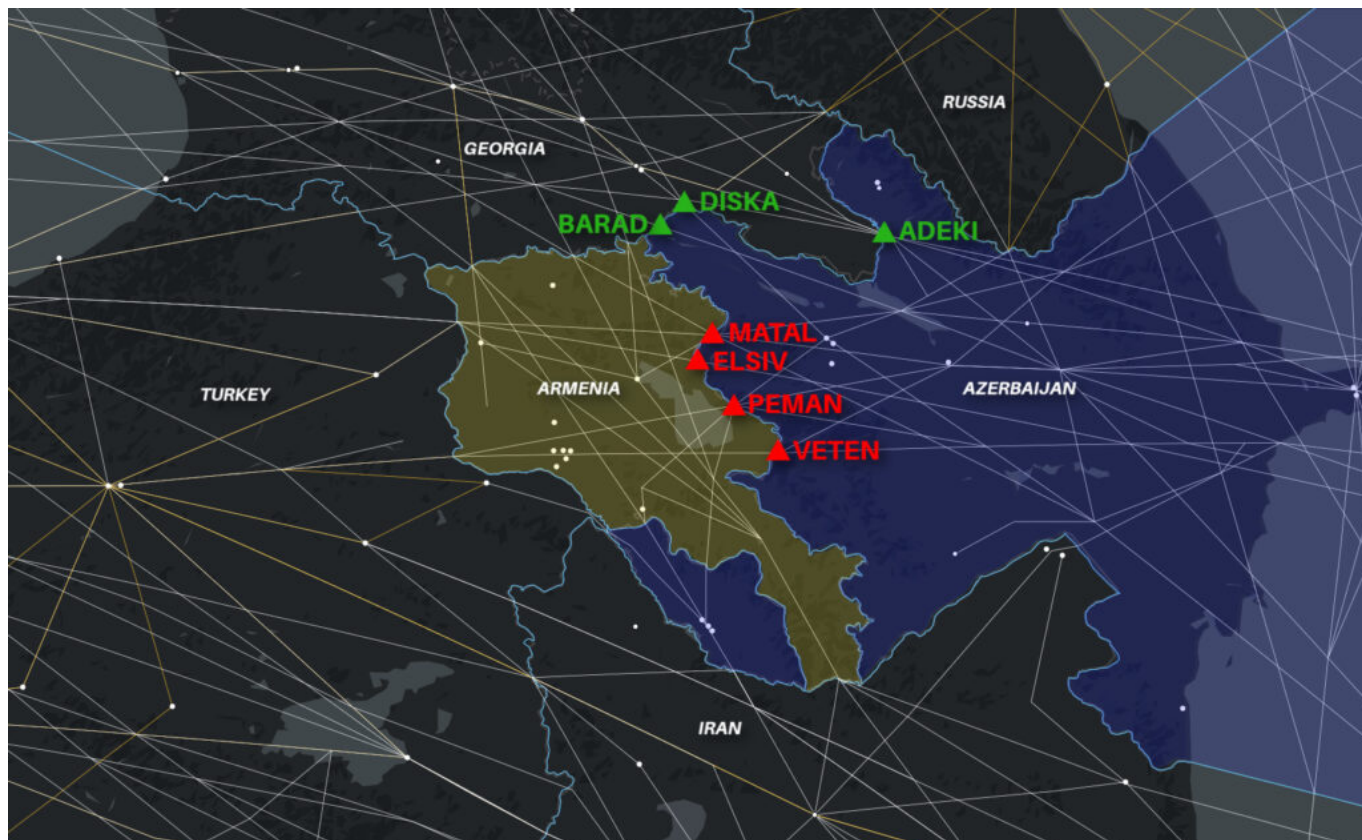 RUSSIA
GEORGIA
DISKA
BARAD
ADEKI
MATAL
ELSIV
ARMENIA
AZERBAIJAN
TURKEY
PEMAN
VETEN
IRAN